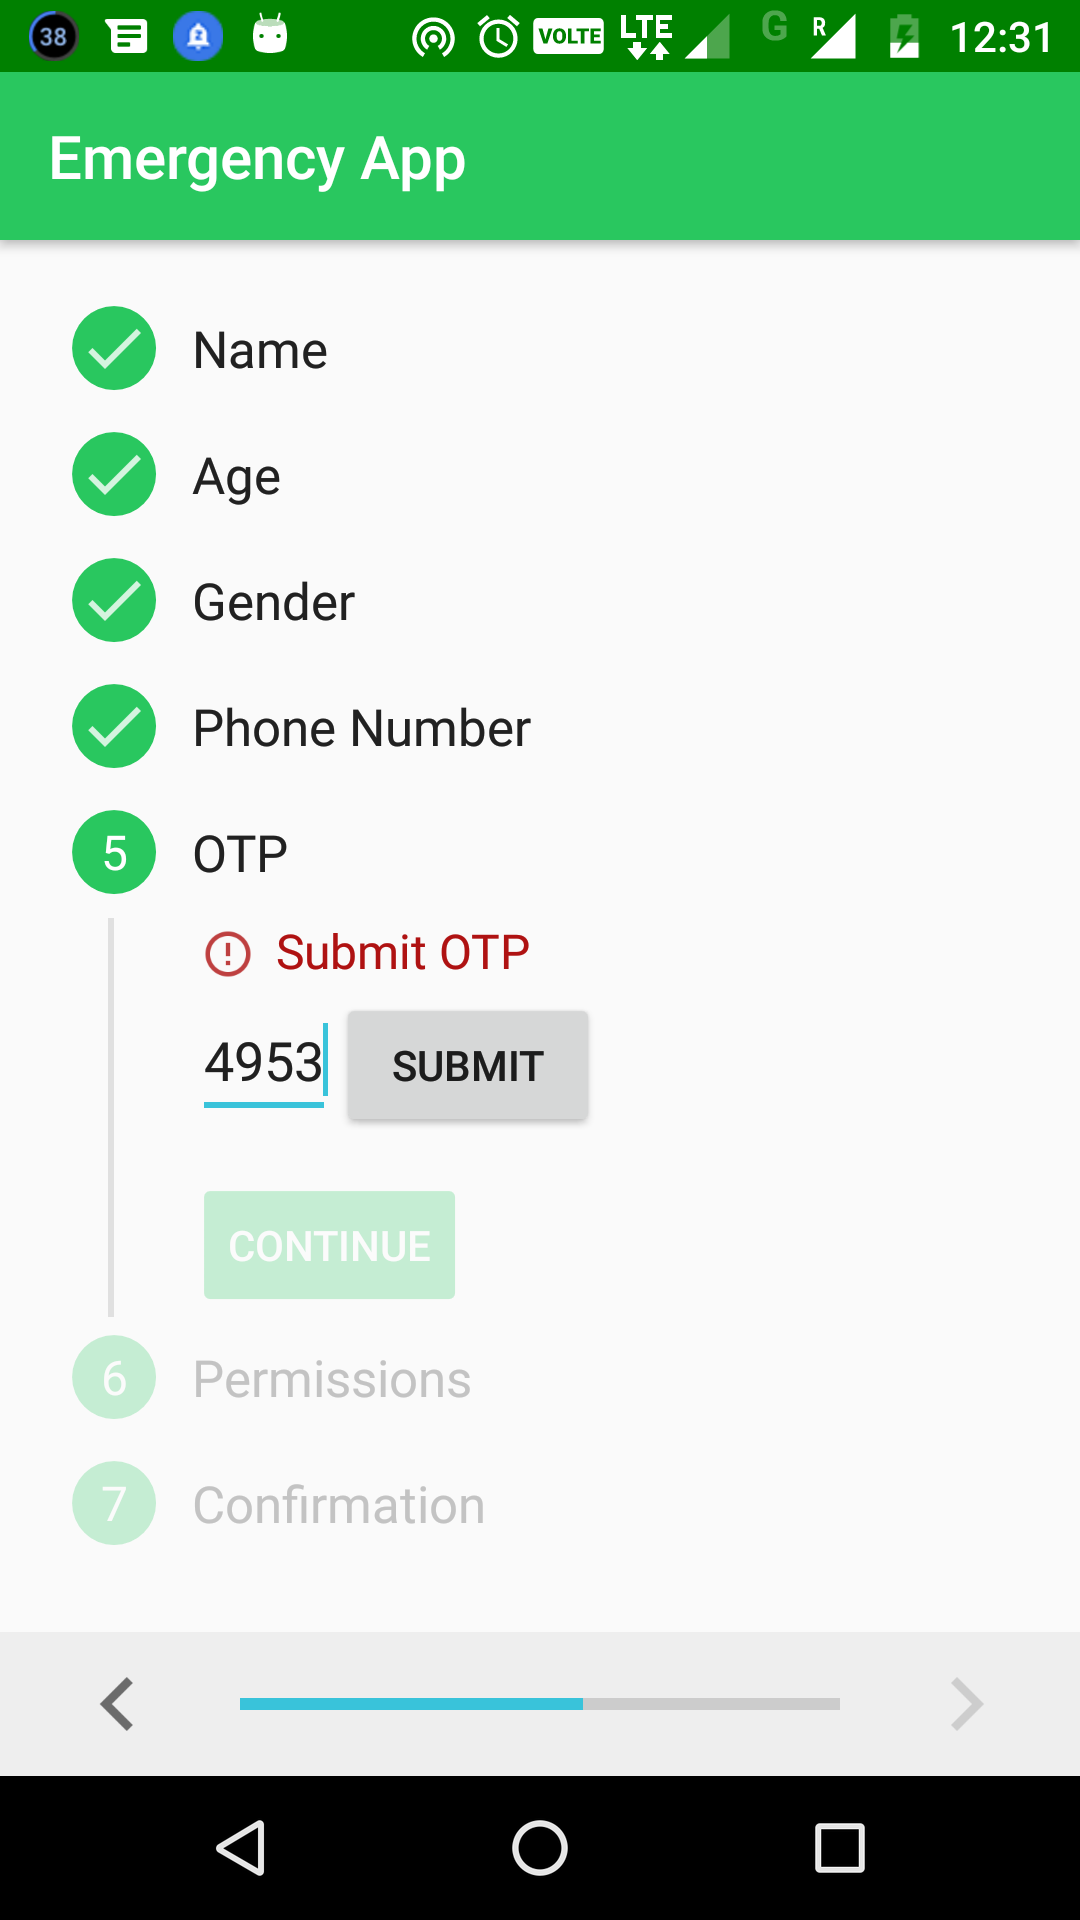 38 VOLTE LTE G R 12:31
Emergency App
Name
Age
Gender
Phone Number
5 OTP
Submit OTP
4953 SUBMIT
CONTINUE
6 Permissions
7 Confirmation